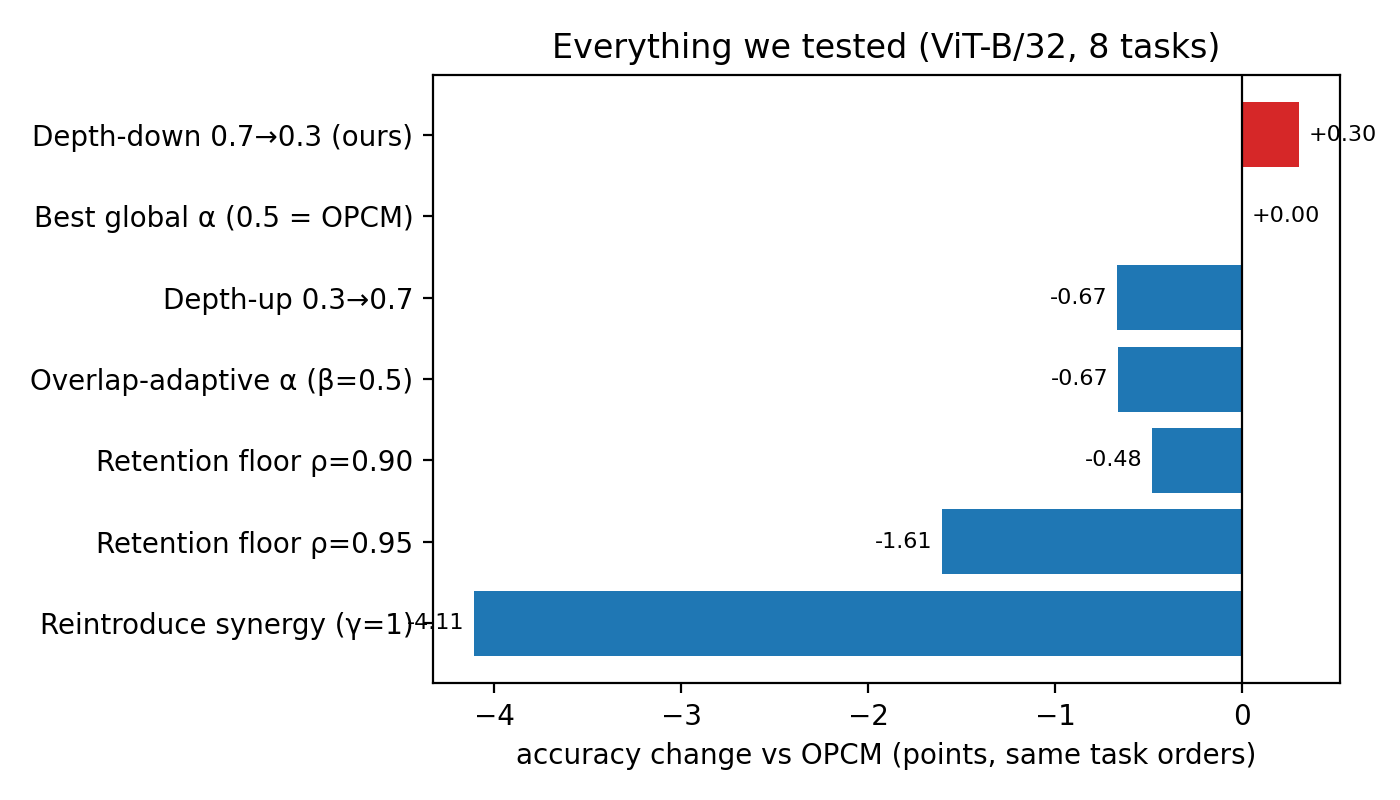 Everything we tested (ViT-B/32, 8 tasks)
Depth-down 0.7→0.3 (ours)
+0.30
Best global α (0.5 = OPCM)
+0.00
Depth-up 0.3→0.7
-0.67
Overlap-adaptive α (β=0.5)
-0.67
Retention floor ρ=0.90
-0.48
Retention floor ρ=0.95
-1.61
Reintroduce synergy (γ=1)
-4.11
−4 −3 −2 −1 0
accuracy change vs OPCM (points, same task orders)